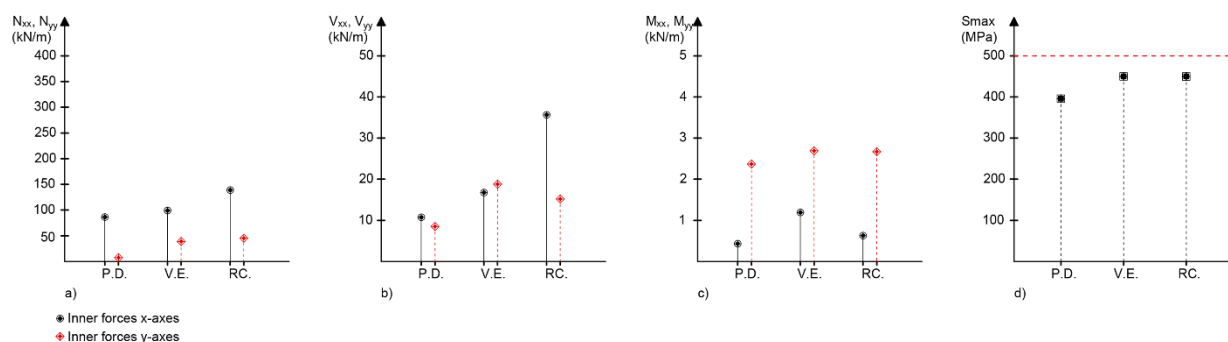 Nxx, Nyy
(kN/m)
400
350
300
250
200
150
100
50
P.D. V.E. RC.
a)
Vxx, Vyy
(kN/m)
50
40
30
20
10
P.D. V.E. RC.
b)
Mxx, Myy
(kN/m)
5
4
3
2
1
P.D. V.E. RC.
c)
Smax
(MPa)
500
400
300
200
100
P.D. V.E. RC.
d)
Inner forces x-axes
Inner forces y-axes